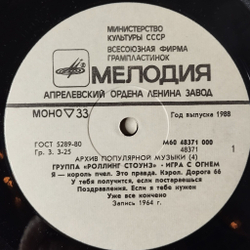 МИНИСТЕРСТВО
КУЛЬТУРЫ СССР
ВСЕСОЮЗНАЯ ФИРМА
ГРАМПЛАСТИНОК
МЕЛОДИЯ
АПРЕЛЕВСКИЙ ОРДЕНА ЛЕНИНА ЗАВОД
МОНО ▽ 33
Год выпуска 1988
ГОСТ 5289-80
М60 48371 000
Гр. 3. 3-25
48371
1
АРХИВ ПОПУЛЯРНОЙ МУЗЫКИ (4)
ГРУППА «РОЛЛИНГ СТОУНЗ» - ИГРА С ОГНЕМ
Я — король пчел. Это правда. Кэрол. Дорога 66
У тебя получится, если постараешься
Поздравления. Если я тебе нужен
Уже все кончено
Запись 1964 г.